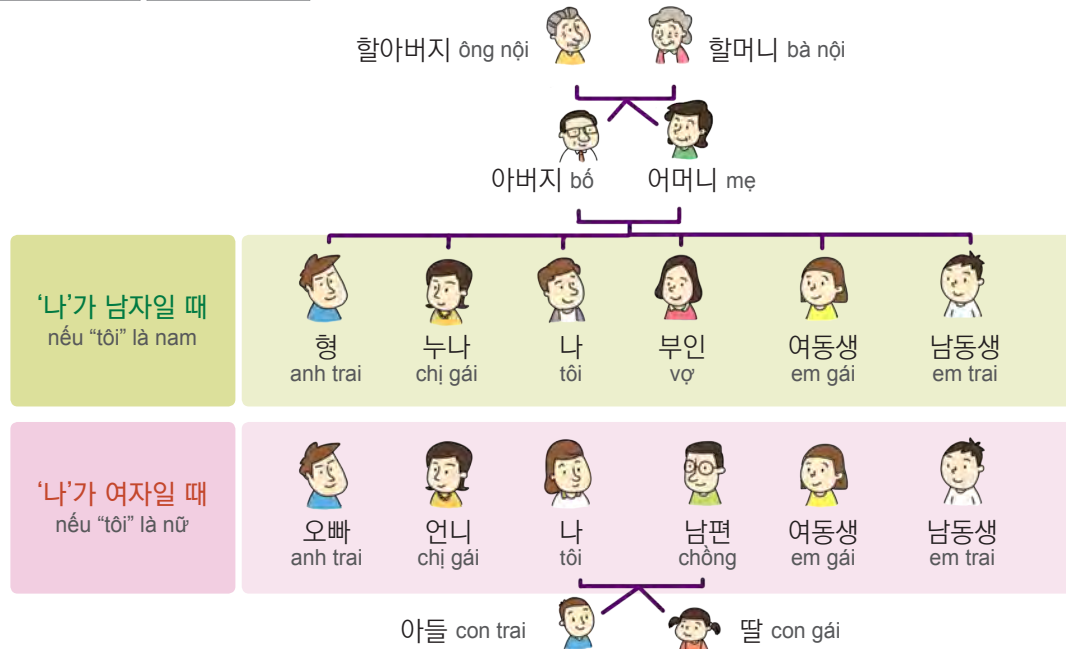 할아버지 ông nội
할머니 bà nội
아버지 bố
어머니 mẹ
‘나’가 남자일 때
nếu “tôi” là nam
형 누나 나 부인 여동생 남동생
anh trai chị gái tôi vợ em gái em trai
‘나’가 여자일 때
nếu “tôi” là nữ
오빠 언니 나 남편 여동생 남동생
anh trai chị gái tôi chồng em gái em trai
아들 con trai
딸 con gái